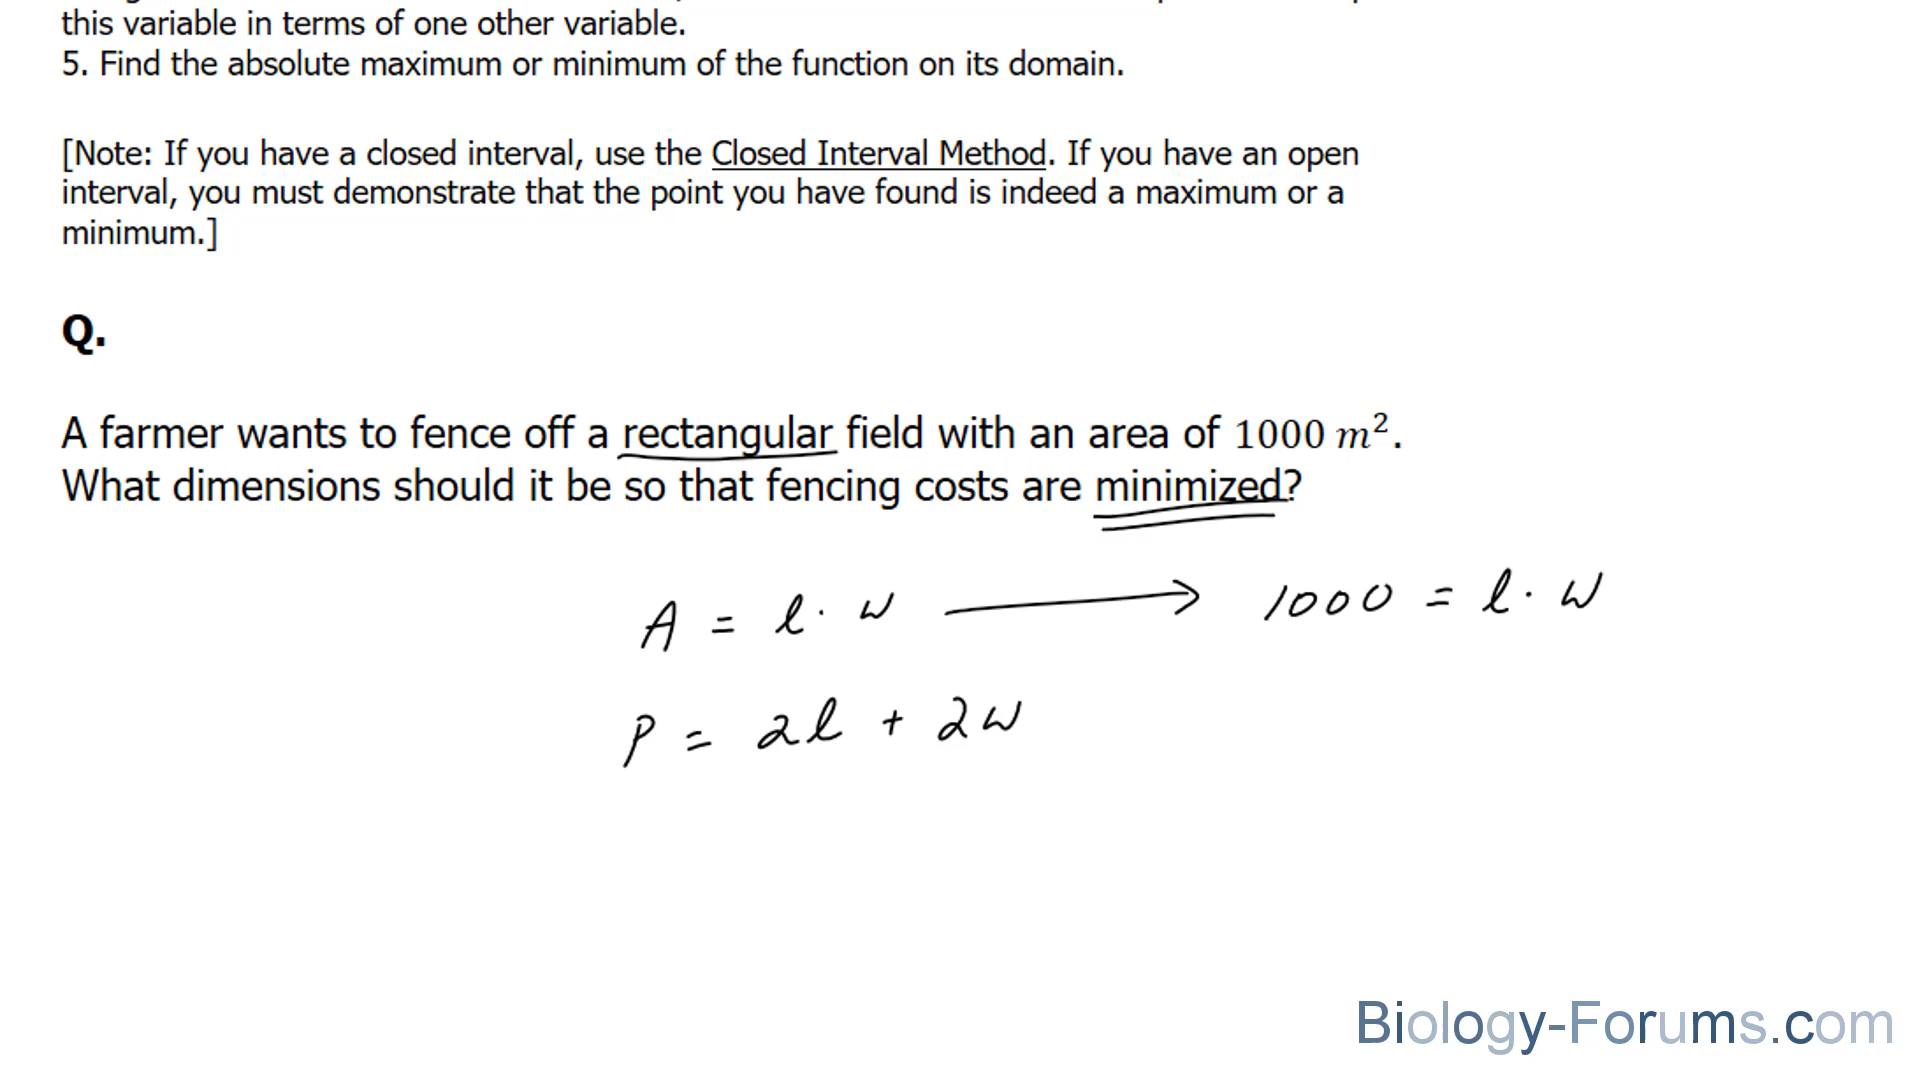 this variable in terms of one other variable.
5. Find the absolute maximum or minimum of the function on its domain.
[Note: If you have a closed interval, use the Closed Interval Method. If you have an open
interval, you must demonstrate that the point you have found is indeed a maximum or a
minimum.]
Q.
A farmer wants to fence off a rectangular field with an area of 1000 m².
What dimensions should it be so that fencing costs are minimized?
A = l · w ⟶ 1000 = l · w
P = 2l + 2w
Biology-Forums.com